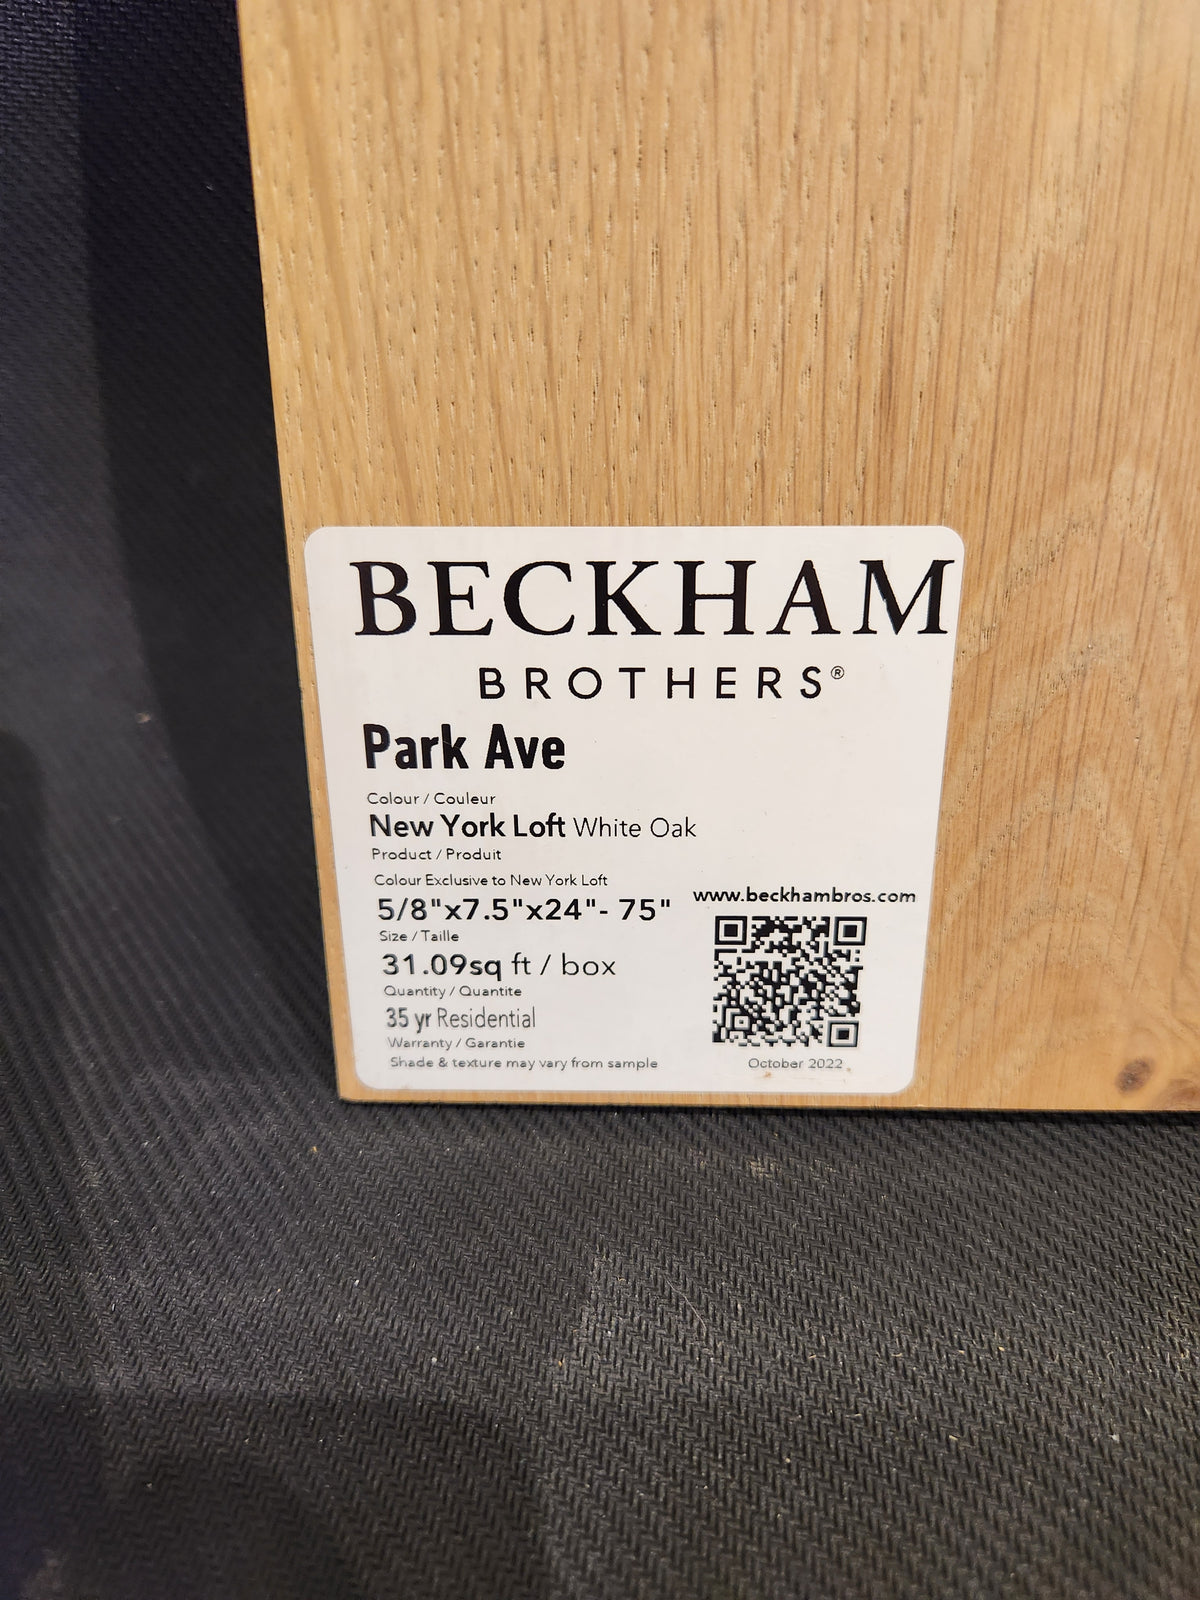 BECKHAM
BROTHERS®
Park Ave
Colour / Couleur
New York Loft White Oak
Product / Produit
Colour Exclusive to New York Loft
5/8"x7.5"x24"- 75"
Size / Taille
31.09sq ft / box
Quantity / Quantite
35 yr Residential
Warranty / Garantie
Shade & texture may vary from sample
www.beckhambros.com
October 2022